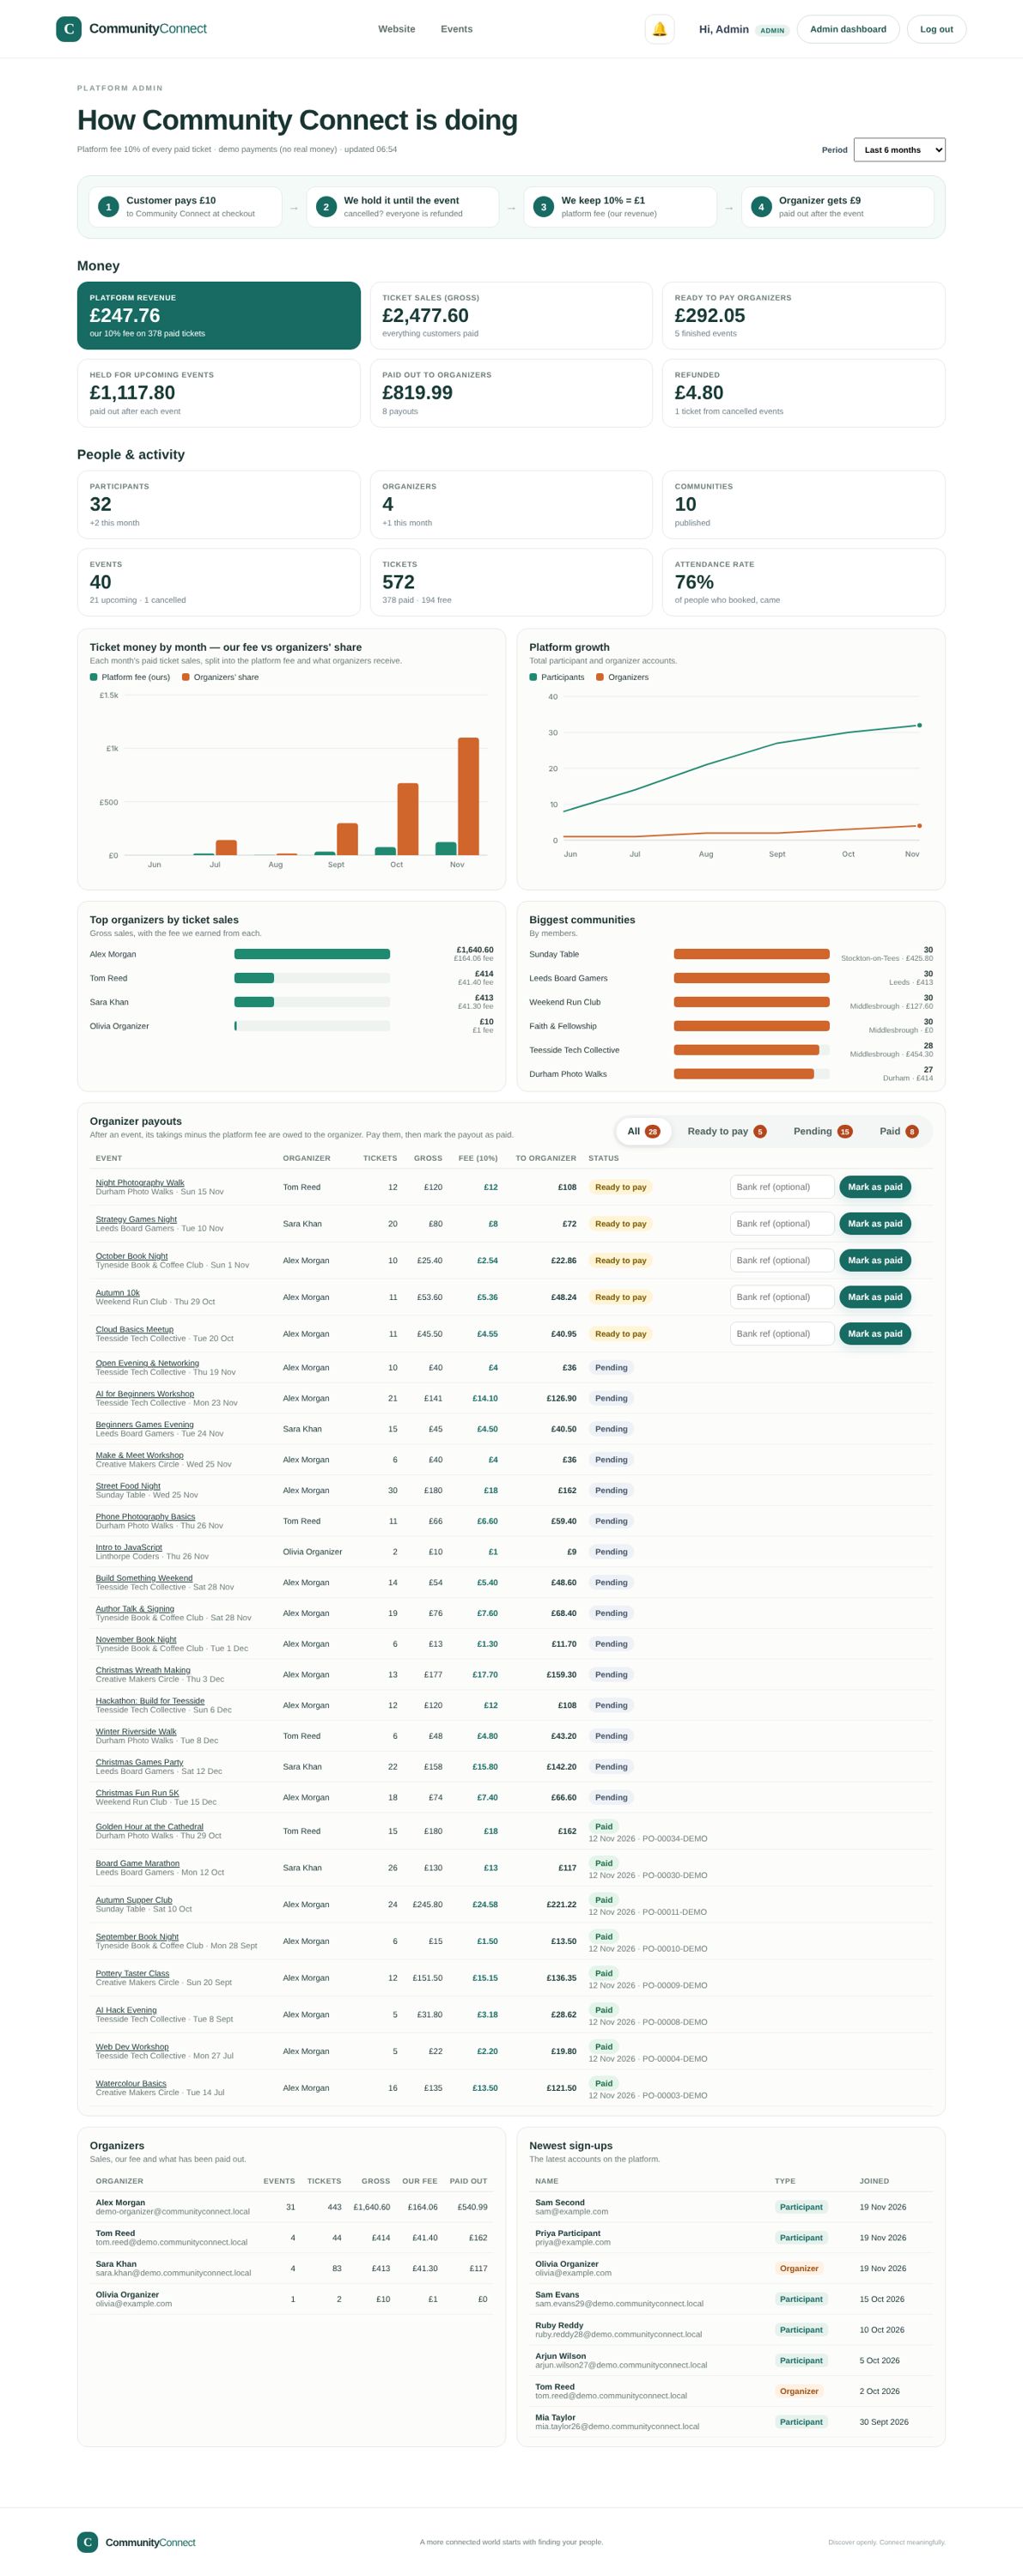 C CommunityConnect Website Events Hi, Admin ADMIN Admin dashboard Log out
PLATFORM ADMIN
How Community Connect is doing
Platform fee 10% of every paid ticket · demo payments (no real money) · updated 06:54
Period Last 6 months
1 Customer pays £10
to Community Connect at checkout
→
2 We hold it until the event
cancelled? everyone is refunded
→
3 We keep 10% = £1
platform fee (our revenue)
→
4 Organizer gets £9
paid out after the event
Money
PLATFORM REVENUE
£247.76
our 10% fee on 378 paid tickets
TICKET SALES (GROSS)
£2,477.60
everything customers paid
READY TO PAY ORGANIZERS
£292.05
5 finished events
HELD FOR UPCOMING EVENTS
£1,117.80
paid out after each event
PAID OUT TO ORGANIZERS
£819.99
8 payouts
REFUNDED
£4.80
1 ticket from cancelled events
People & activity
PARTICIPANTS
32
+2 this month
ORGANIZERS
4
+1 this month
COMMUNITIES
10
published
EVENTS
40
21 upcoming · 1 cancelled
TICKETS
572
378 paid · 194 free
ATTENDANCE RATE
76%
of people who booked, came
Ticket money by month — our fee vs organizers' share
Each month's paid ticket sales, split into the platform fee and what organizers receive.
Platform fee (ours) Organizers' share
£1.5k
£1k
£500
£0
Jun Jul Aug Sept Oct Nov
Platform growth
Total participant and organizer accounts.
Participants Organizers
40
30
20
10
0
Jun Jul Aug Sept Oct Nov
Top organizers by ticket sales
Gross sales, with the fee we earned from each.
Alex Morgan £1,640.60
£164.06 fee
Tom Reed £414
£41.40 fee
Sara Khan £413
£41.30 fee
Olivia Organizer £10
£1 fee
Biggest communities
By members.
Sunday Table 30
Stockton-on-Tees · £425.80
Leeds Board Gamers 30
Leeds · £413
Weekend Run Club 30
Middlesbrough · £127.60
Faith & Fellowship 30
Middlesbrough · £0
Teesside Tech Collective 28
Middlesbrough · £454.30
Durham Photo Walks 27
Durham · £414
Organizer payouts
After an event, its takings minus the platform fee are owed to the organizer. Pay them, then mark the payout as paid.
All 28 Ready to pay 5 Pending 15 Paid 8
EVENT ORGANIZER TICKETS GROSS FEE (10%) TO ORGANIZER STATUS
Night Photography Walk
Durham Photo Walks · Sun 15 Nov
Tom Reed 12 £120 £12 £108 Ready to pay Bank ref (optional) Mark as paid
Strategy Games Night
Leeds Board Gamers · Tue 10 Nov
Sara Khan 20 £80 £8 £72 Ready to pay Bank ref (optional) Mark as paid
October Book Night
Tyneside Book & Coffee Club · Sun 1 Nov
Alex Morgan 10 £25.40 £2.54 £22.86 Ready to pay Bank ref (optional) Mark as paid
Autumn 10k
Weekend Run Club · Thu 29 Oct
Alex Morgan 11 £53.60 £5.36 £48.24 Ready to pay Bank ref (optional) Mark as paid
Cloud Basics Meetup
Teesside Tech Collective · Tue 20 Oct
Alex Morgan 11 £45.50 £4.55 £40.95 Ready to pay Bank ref (optional) Mark as paid
Open Evening & Networking
Teesside Tech Collective · Thu 19 Nov
Alex Morgan 10 £40 £4 £36 Pending
AI for Beginners Workshop
Teesside Tech Collective · Mon 23 Nov
Alex Morgan 21 £141 £14.10 £126.90 Pending
Beginners Games Evening
Leeds Board Gamers · Tue 24 Nov
Sara Khan 15 £45 £4.50 £40.50 Pending
Make & Meet Workshop
Creative Makers Circle · Wed 25 Nov
Alex Morgan 6 £40 £4 £36 Pending
Street Food Night
Sunday Table · Wed 25 Nov
Alex Morgan 30 £180 £18 £162 Pending
Phone Photography Basics
Durham Photo Walks · Thu 26 Nov
Tom Reed 11 £66 £6.60 £59.40 Pending
Intro to JavaScript
Linthorpe Coders · Thu 26 Nov
Olivia Organizer 2 £10 £1 £9 Pending
Build Something Weekend
Teesside Tech Collective · Sat 28 Nov
Alex Morgan 14 £54 £5.40 £48.60 Pending
Author Talk & Signing
Tyneside Book & Coffee Club · Sat 28 Nov
Alex Morgan 19 £76 £7.60 £68.40 Pending
November Book Night
Tyneside Book & Coffee Club · Tue 1 Dec
Alex Morgan 6 £13 £1.30 £11.70 Pending
Christmas Wreath Making
Creative Makers Circle · Thu 3 Dec
Alex Morgan 13 £177 £17.70 £159.30 Pending
Hackathon: Build for Teesside
Teesside Tech Collective · Sun 6 Dec
Alex Morgan 12 £120 £12 £108 Pending
Winter Riverside Walk
Durham Photo Walks · Tue 8 Dec
Tom Reed 6 £48 £4.80 £43.20 Pending
Christmas Games Party
Leeds Board Gamers · Sat 12 Dec
Sara Khan 22 £158 £15.80 £142.20 Pending
Christmas Fun Run 5K
Weekend Run Club · Tue 15 Dec
Alex Morgan 18 £74 £7.40 £66.60 Pending
Golden Hour at the Cathedral
Durham Photo Walks · Thu 29 Oct
Tom Reed 15 £180 £18 £162 Paid
12 Nov 2026 · PO-00034-DEMO
Board Game Marathon
Leeds Board Gamers · Mon 12 Oct
Sara Khan 26 £130 £13 £117 Paid
12 Nov 2026 · PO-00030-DEMO
Autumn Supper Club
Sunday Table · Sat 10 Oct
Alex Morgan 24 £245.80 £24.58 £221.22 Paid
12 Nov 2026 · PO-00011-DEMO
September Book Night
Tyneside Book & Coffee Club · Mon 28 Sept
Alex Morgan 6 £15 £1.50 £13.50 Paid
12 Nov 2026 · PO-00010-DEMO
Pottery Taster Class
Creative Makers Circle · Sun 20 Sept
Alex Morgan 12 £151.50 £15.15 £136.35 Paid
12 Nov 2026 · PO-00009-DEMO
AI Hack Evening
Teesside Tech Collective · Tue 8 Sept
Alex Morgan 5 £31.80 £3.18 £28.62 Paid
12 Nov 2026 · PO-00008-DEMO
Web Dev Workshop
Teesside Tech Collective · Mon 27 Jul
Alex Morgan 5 £22 £2.20 £19.80 Paid
12 Nov 2026 · PO-00004-DEMO
Watercolour Basics
Creative Makers Circle · Tue 14 Jul
Alex Morgan 16 £135 £13.50 £121.50 Paid
12 Nov 2026 · PO-00003-DEMO
Organizers
Sales, our fee and what has been paid out.
ORGANIZER EVENTS TICKETS GROSS OUR FEE PAID OUT
Alex Morgan
demo-organizer@communityconnect.local
31 443 £1,640.60 £164.06 £540.99
Tom Reed
tom.reed@demo.communityconnect.local
4 44 £414 £41.40 £162
Sara Khan
sara.khan@demo.communityconnect.local
4 83 £413 £41.30 £117
Olivia Organizer
olivia@example.com
1 2 £10 £1 £0
Newest sign-ups
The latest accounts on the platform.
NAME TYPE JOINED
Sam Second
sam@example.com
Participant 19 Nov 2026
Priya Participant
priya@example.com
Participant 19 Nov 2026
Olivia Organizer
olivia@example.com
Organizer 19 Nov 2026
Sam Evans
sam.evans29@demo.communityconnect.local
Participant 15 Oct 2026
Ruby Reddy
ruby.reddy28@demo.communityconnect.local
Participant 10 Oct 2026
Arjun Wilson
arjun.wilson27@demo.communityconnect.local
Participant 5 Oct 2026
Tom Reed
tom.reed@demo.communityconnect.local
Organizer 2 Oct 2026
Mia Taylor
mia.taylor26@demo.communityconnect.local
Participant 30 Sept 2026
C CommunityConnect A more connected world starts with finding your people. Discover openly. Connect meaningfully.